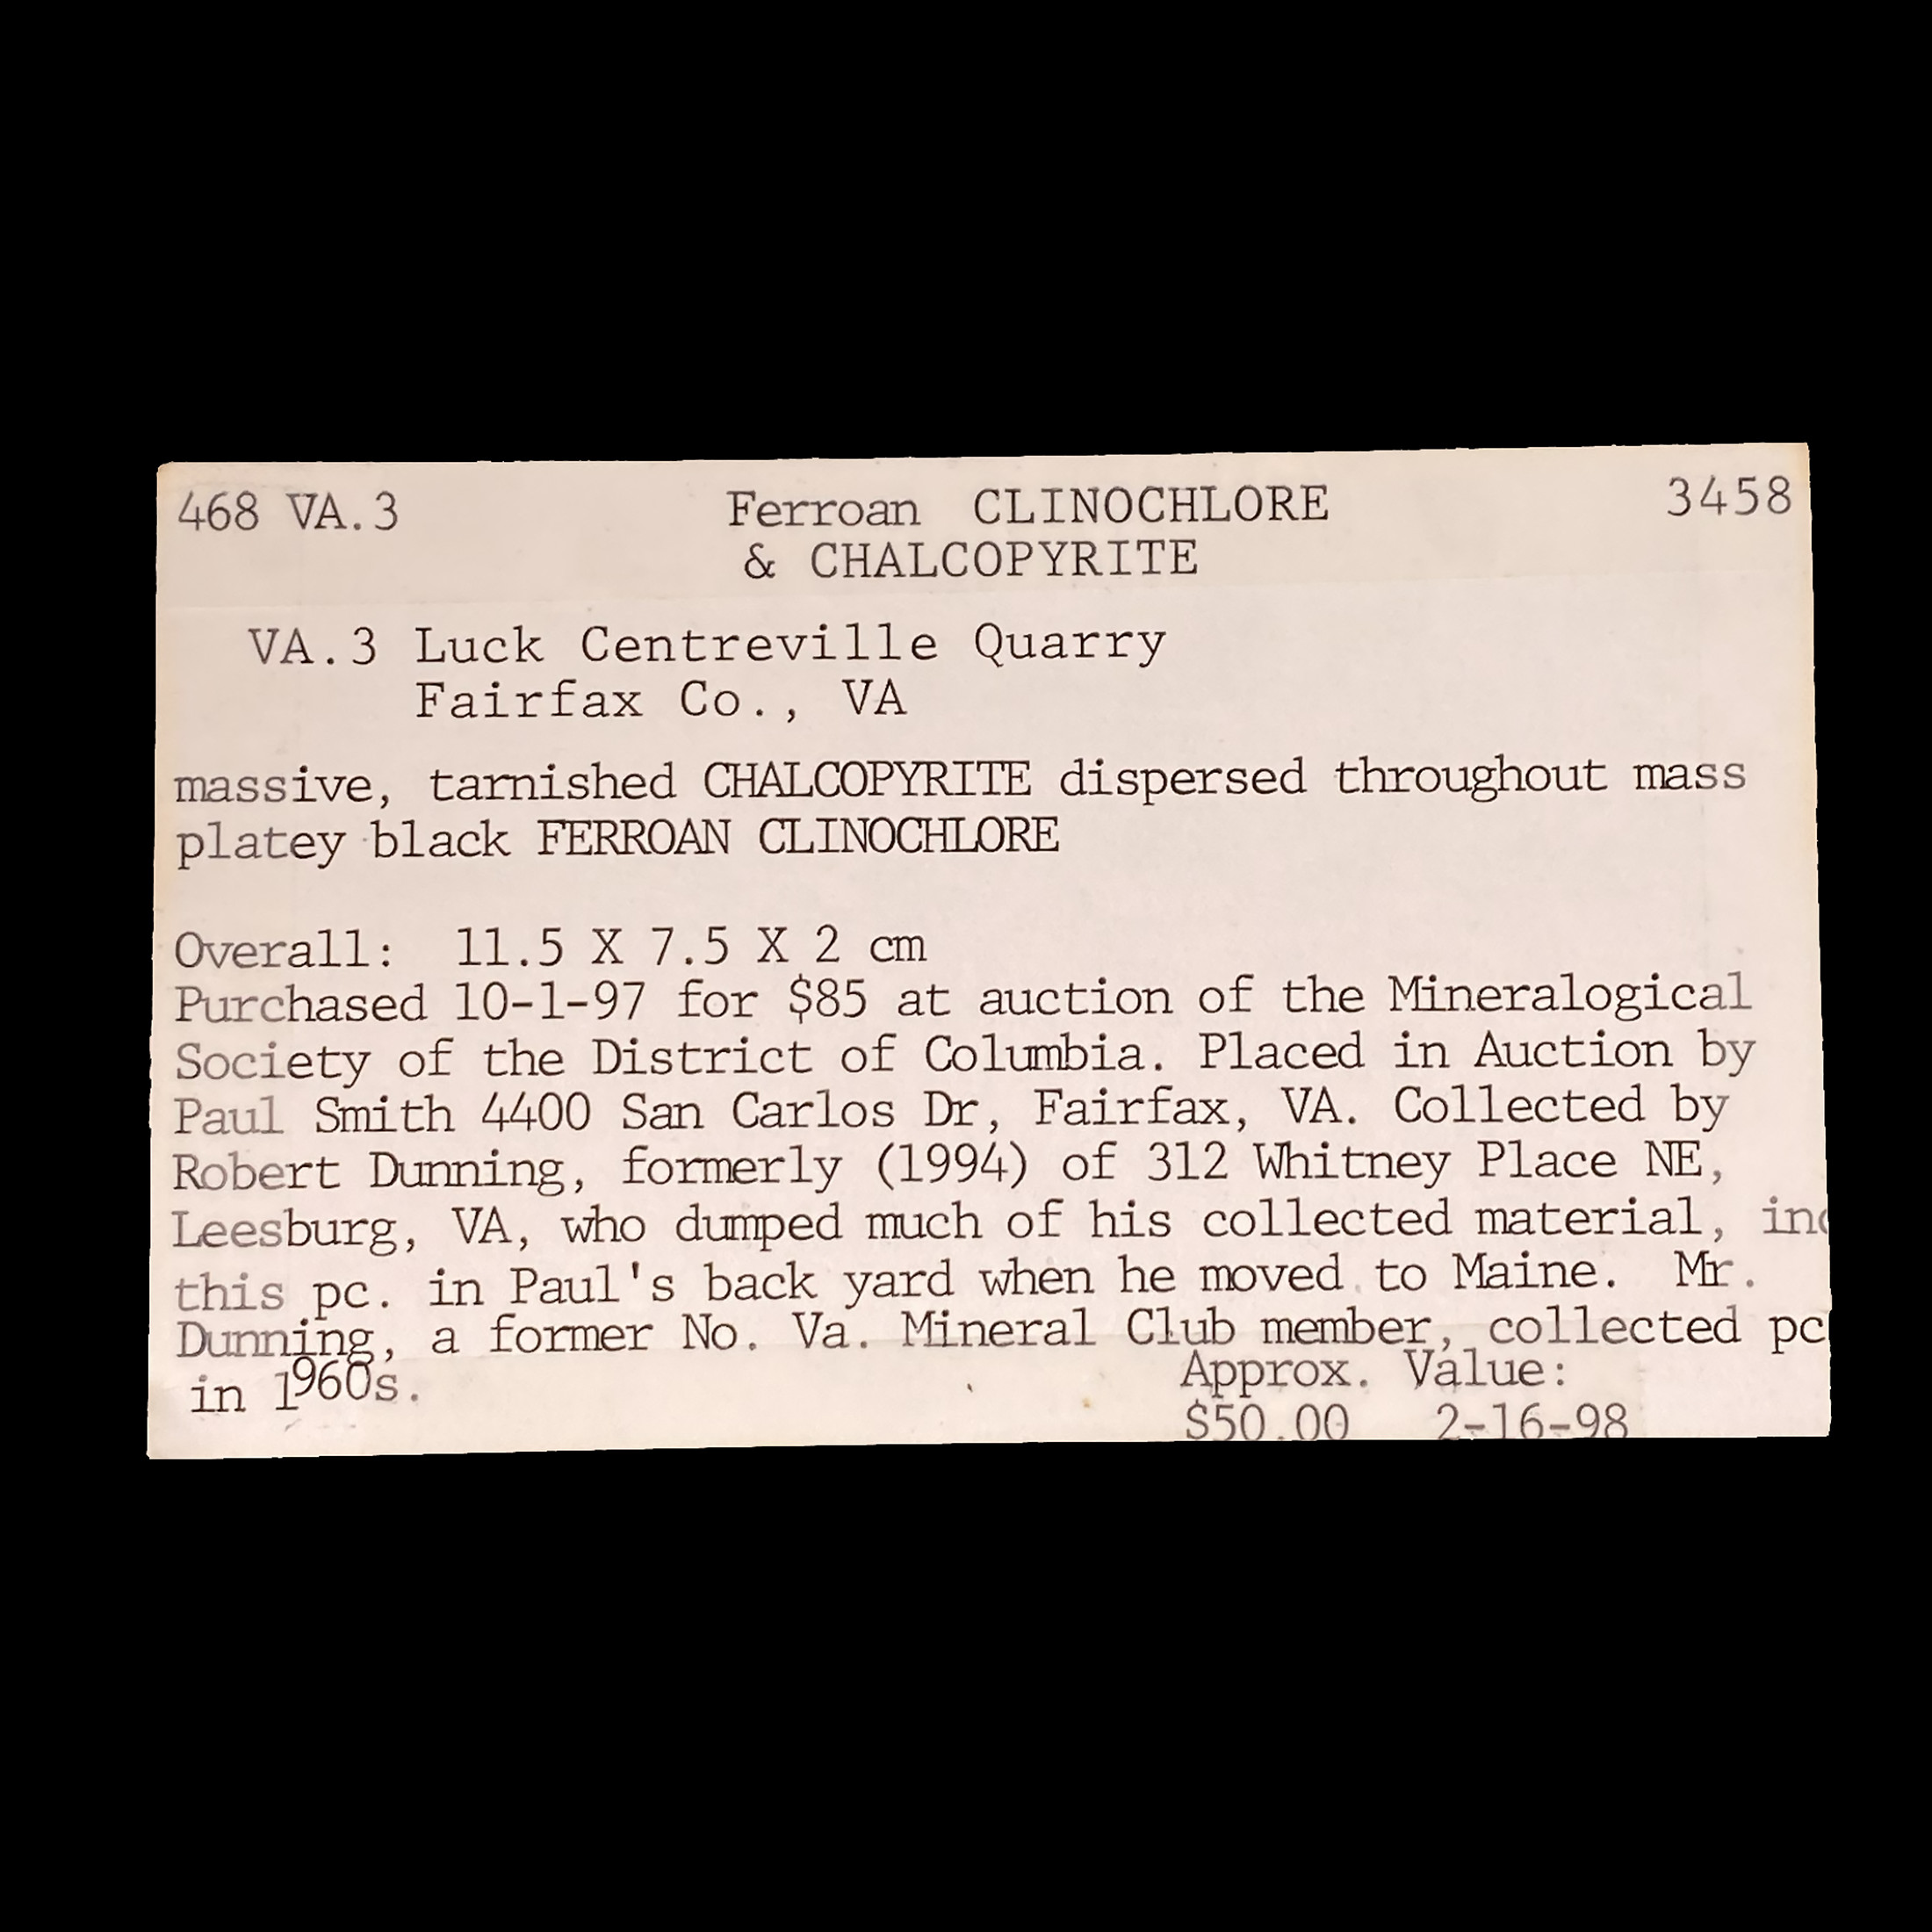 468 VA.3 Ferroan CLINOCHLORE 3458
& CHALCOPYRITE
VA.3 Luck Centreville Quarry
Fairfax Co., VA
massive, tarnished CHALCOPYRITE dispersed throughout mass
platey black FERROAN CLINOCHLORE
Overall: 11.5 X 7.5 X 2 cm
Purchased 10-1-97 for $85 at auction of the Mineralogical
Society of the District of Columbia. Placed in Auction by
Paul Smith 4400 San Carlos Dr, Fairfax, VA. Collected by
Robert Dunning, formerly (1994) of 312 Whitney Place NE,
Leesburg, VA, who dumped much of his collected material,
this pc. in Paul's back yard when he moved to Maine. Mr.
Dunning, a former No. Va. Mineral Club member, collected pc
in 1960s.
Approx. Value:
$50.00 2-16-98